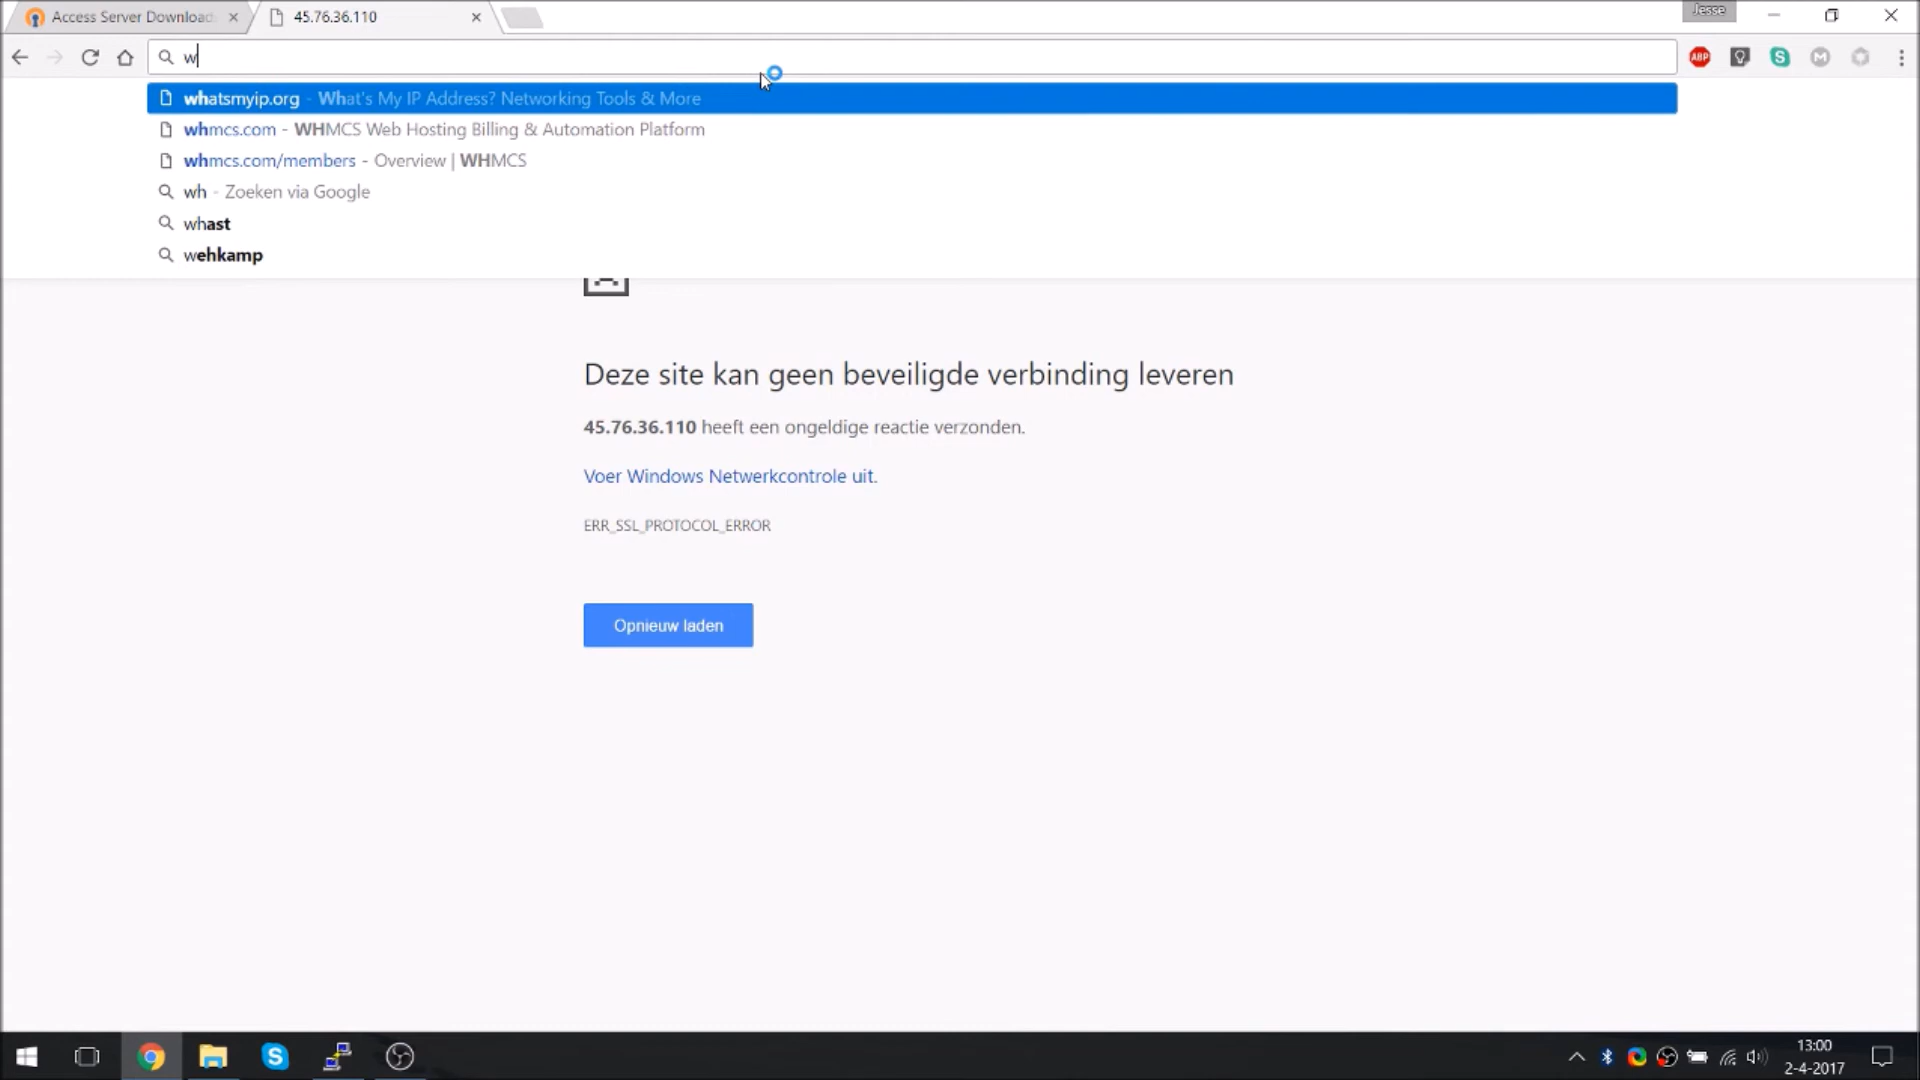 Access Server Downloads
45.76.36.110
Jesse
w
ABP
whatsmyip.org - What's My IP Address? Networking Tools & More
whmcs.com - WHMCS Web Hosting Billing & Automation Platform
whmcs.com/members - Overview | WHMCS
wh - Zoeken via Google
whast
wehkamp
Deze site kan geen beveiligde verbinding leveren
45.76.36.110 heeft een ongeldige reactie verzonden.
Voer Windows Netwerkcontrole uit.
ERR_SSL_PROTOCOL_ERROR
Opnieuw laden
13:00
2-4-2017